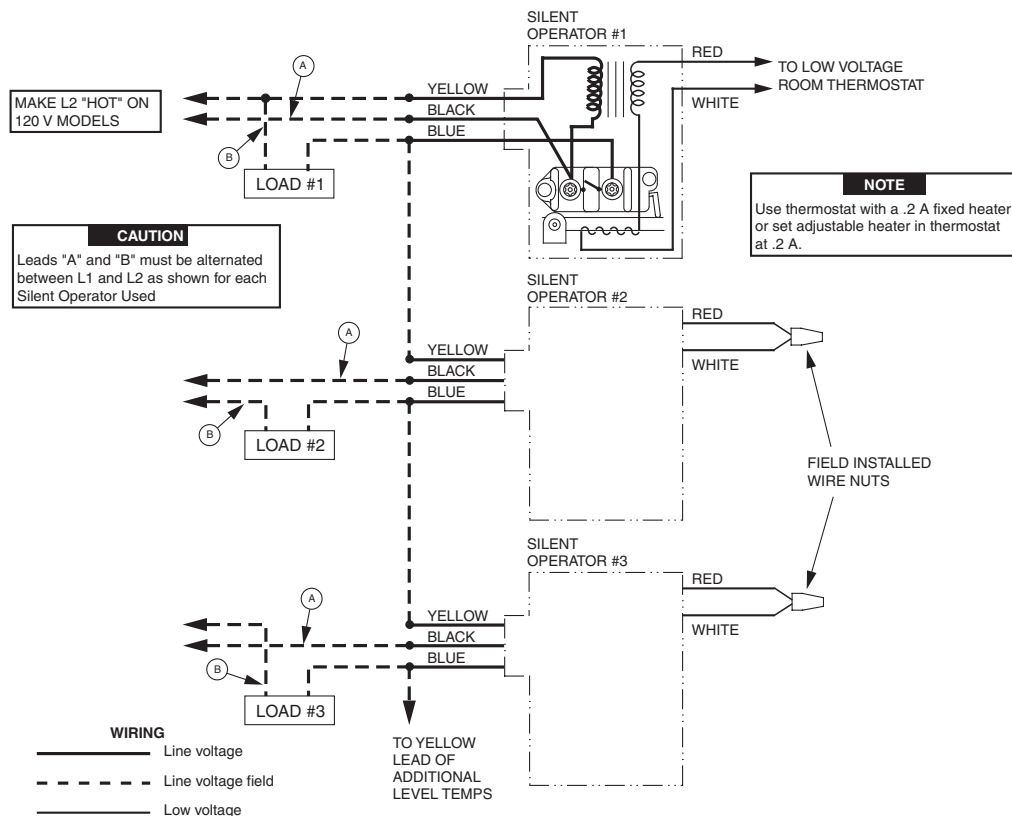 SILENT
OPERATOR #1
RED
TO LOW VOLTAGE
ROOM THERMOSTAT
WHITE
A
YELLOW
BLACK
BLUE
MAKE L2 "HOT" ON
120 V MODELS
B
LOAD #1
NOTE
Use thermostat with a .2 A fixed heater
or set adjustable heater in thermostat
at .2 A.
CAUTION
Leads "A" and "B" must be alternated
between L1 and L2 as shown for each
Silent Operator Used
SILENT
OPERATOR #2
RED
WHITE
A
YELLOW
BLACK
BLUE
B
LOAD #2
FIELD INSTALLED
WIRE NUTS
SILENT
OPERATOR #3
RED
WHITE
A
YELLOW
BLACK
BLUE
B
LOAD #3
TO YELLOW
LEAD OF
ADDITIONAL
LEVEL TEMPS
WIRING
Line voltage
Line voltage field
Low voltage